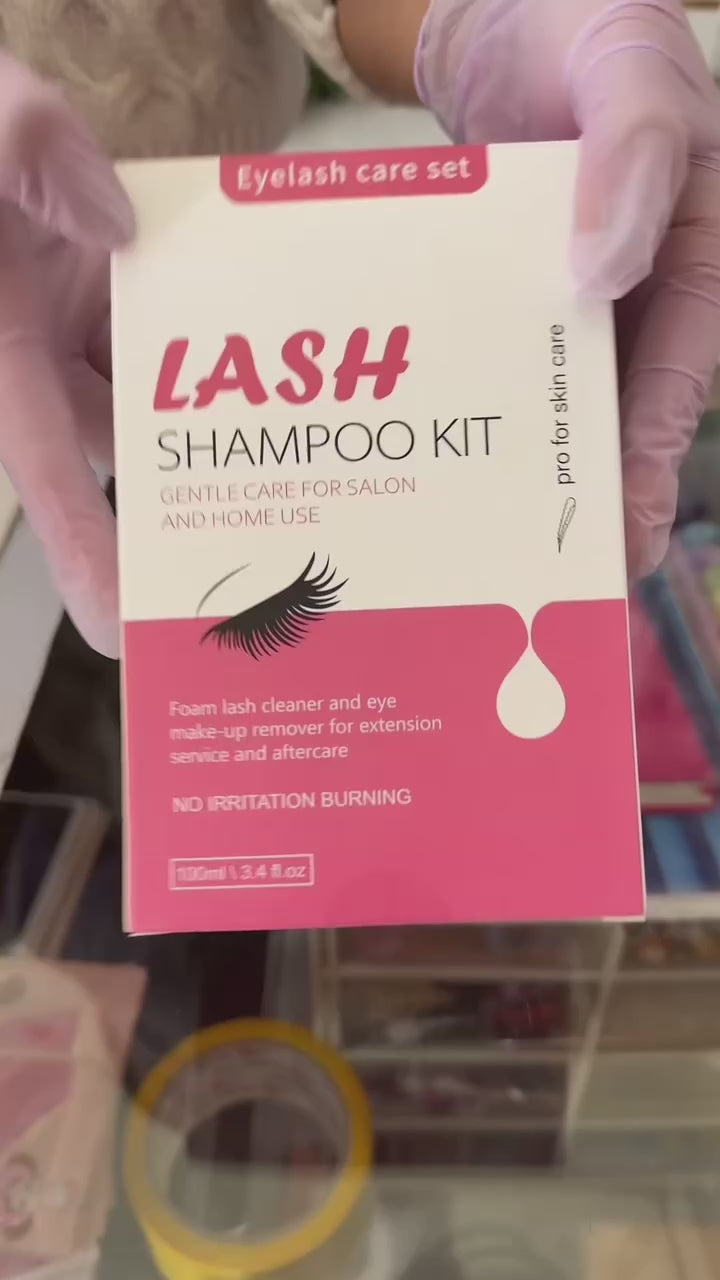 Eyelash care set
LASH
SHAMPOO KIT
GENTLE CARE FOR SALON
AND HOME USE
pro for skin care
Foam lash cleaner and eye
make-up remover for extension
service and aftercare
NO IRRITATION BURNING
100ml \ 3.4 fl.oz